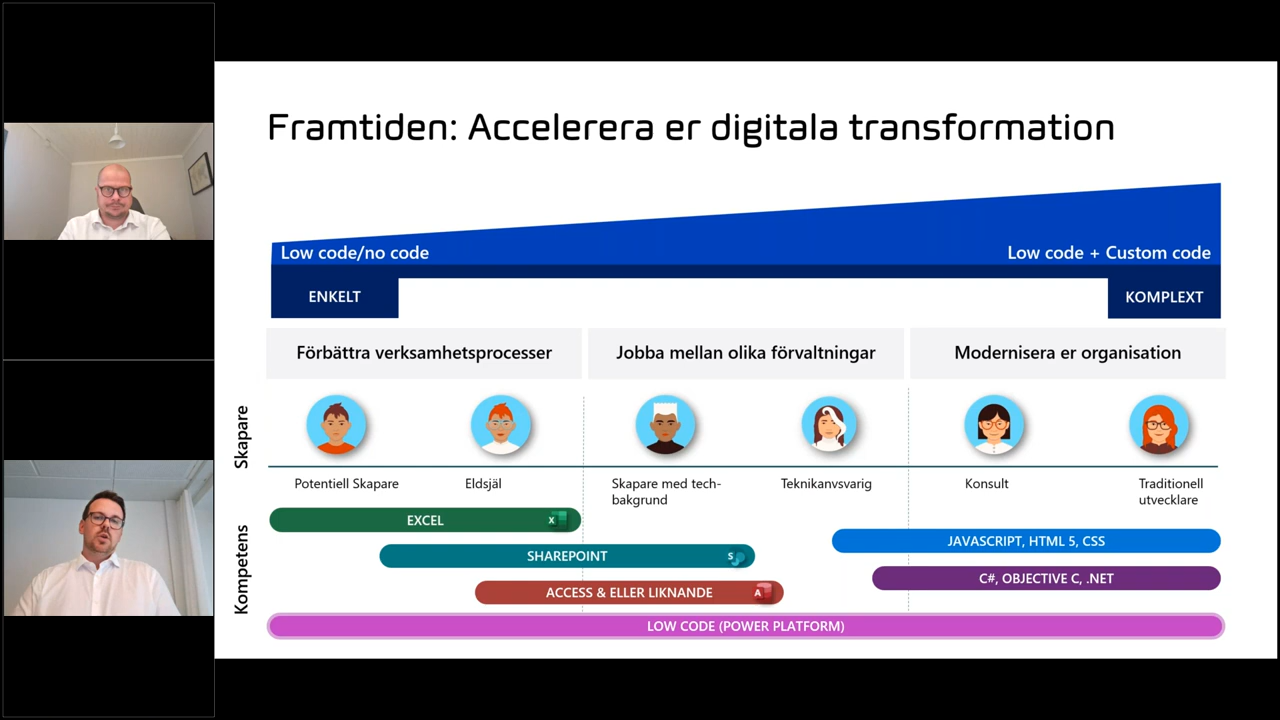 Framtiden: Accelerera er digitala transformation
Low code/no code
Low code + Custom code
ENKELT
KOMPLEXT
Förbättra verksamhetsprocesser
Jobba mellan olika förvaltningar
Modernisera er organisation
Skapare
Potentiell Skapare
Eldsjäl
Skapare med tech-
bakgrund
Teknikanvsvarig
Konsult
Traditionell
utvecklare
Kompetens
EXCEL
X
SHAREPOINT
S
ACCESS & ELLER LIKNANDE
A
JAVASCRIPT, HTML 5, CSS
C#, OBJECTIVE C, .NET
LOW CODE (POWER PLATFORM)